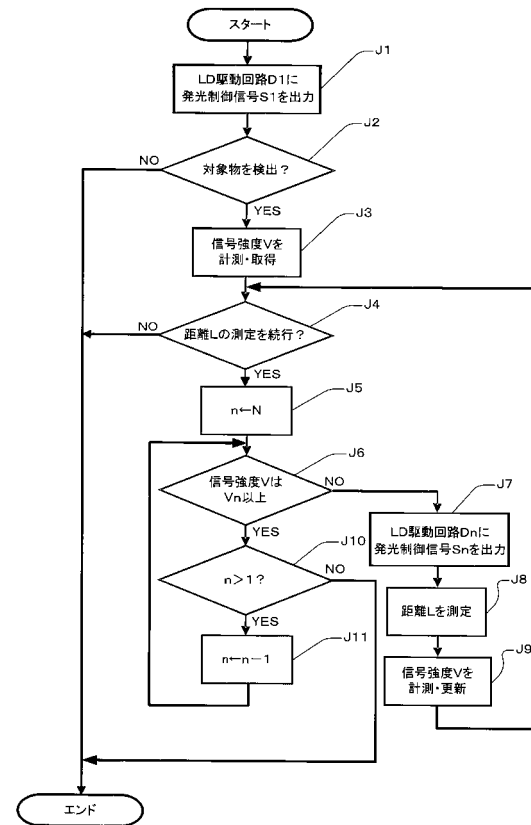 スタート
J1
LD駆動回路D1に
発光制御信号S1を出力
J2
NO
対象物を検出？
YES
J3
信号強度Vを
計測・取得
J4
NO
距離Lの測定を続行？
YES
J5
n←N
J6
信号強度Vは
Vn以上
NO
YES
J7
LD駆動回路Dnに
発光制御信号Snを出力
J10
n＞1？
NO
J8
距離Lを測定
YES
J11
n←n－1
J9
信号強度Vを
計測・更新
エンド